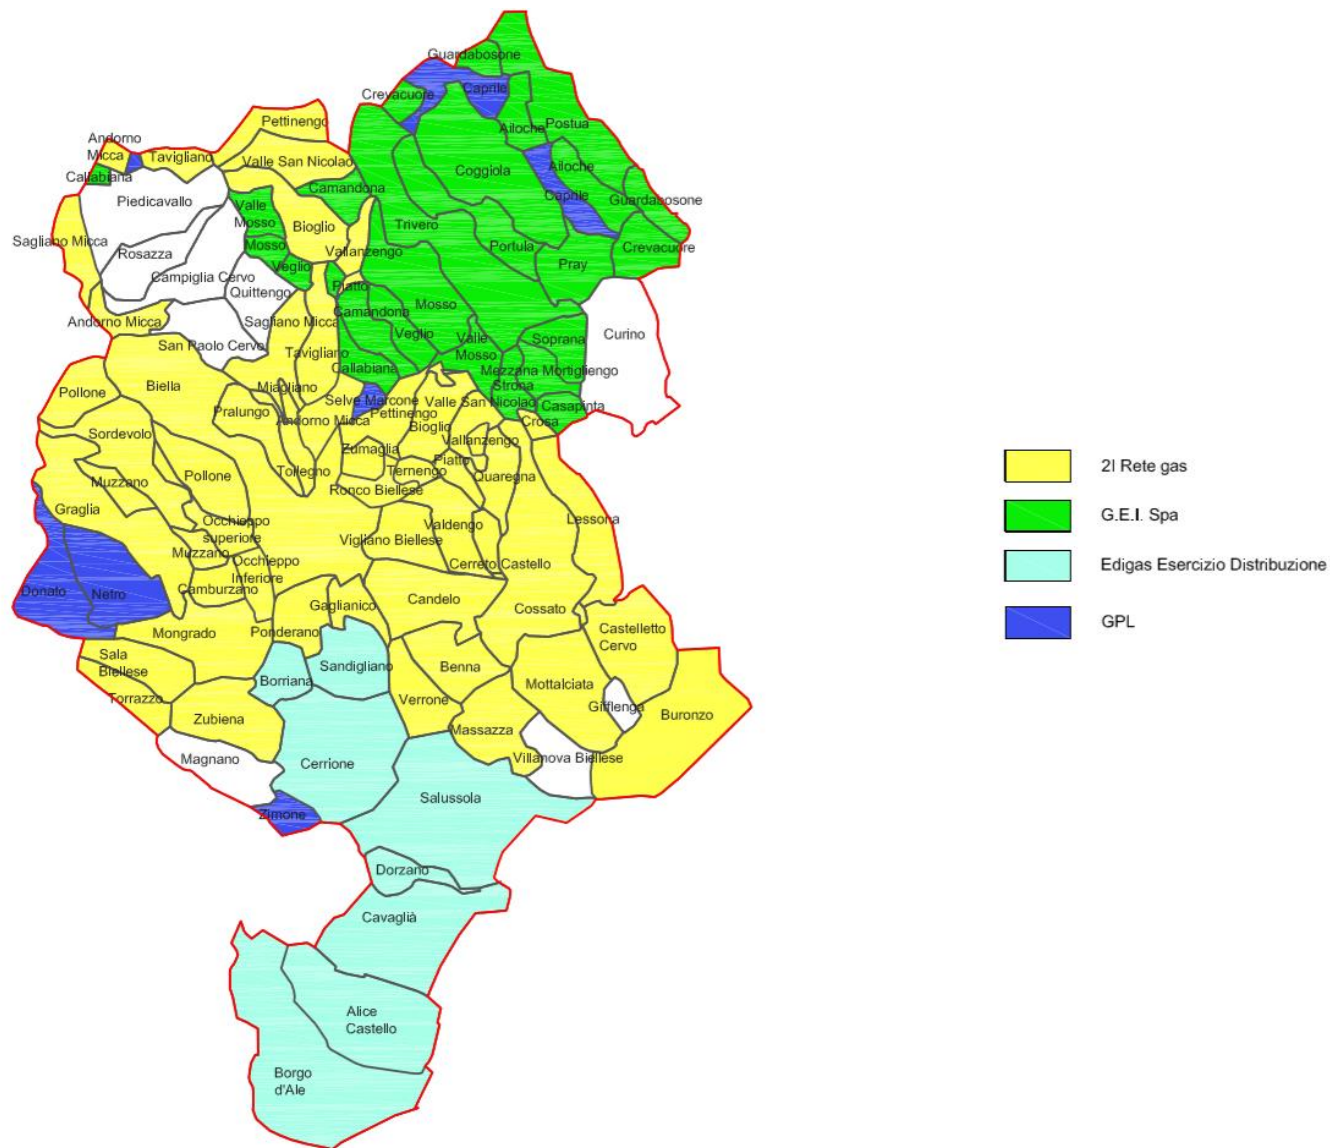 Guardabosone
Caprile
Crevacuore
Ailoche
Postua
Pettinengo
Andorno
Micca
Tavigliano
Valle San Nicolao
Callabiana
Coggiola
Ailoche
Camandona
Caprile
Piedicavallo
Guardabosone
Valle
Mosso
Bioglio
Trivero
Sagliano Micca
Mosso
Portula
Crevacuore
Rosazza
Vallanzengo
Veglio
Pray
Campiglia Cervo
Quittengo
Piatto
Mosso
Camandona
Andorno Micca
Sagliano Micca
Veglio
Valle
Mosso
Soprana
Curino
San Paolo Cervo
Tavigliano
Callabiana
Mezzana Mortigliengo
Biella
Miagliano
Strona
Pollone
Selve Marcone
Valle San Nicolao
Casapinta
Pralungo
Pettinengo
Andorno Micca
Bioglio
Crosa
Sordevolo
Vallanzengo
Zumaglia
Piatto
Tollegno
Ternengo
Pollone
Quaregna
Muzzano
Ronco Biellese
Graglia
Occhieppo
superiore
Valdengo
Lessona
Vigliano Biellese
Muzzano
Occhieppo
Inferiore
Cerreto Castello
Camburzano
Donato
Netro
Candelo
Gaglianico
Cossato
Mongrado
Ponderano
Castelletto
Cervo
Sala
Biellese
Sandigliano
Benna
Borriana
Mottalciata
Torrazzo
Verrone
Gifflenga
Buronzo
Zubiena
Massazza
Magnano
Cerrione
Villanova Biellese
Salussola
Zimone
Dorzano
Cavaglià
Alice
Castello
Borgo
d'Ale
2I Rete gas
G.E.I. Spa
Edigas Esercizio Distribuzione
GPL